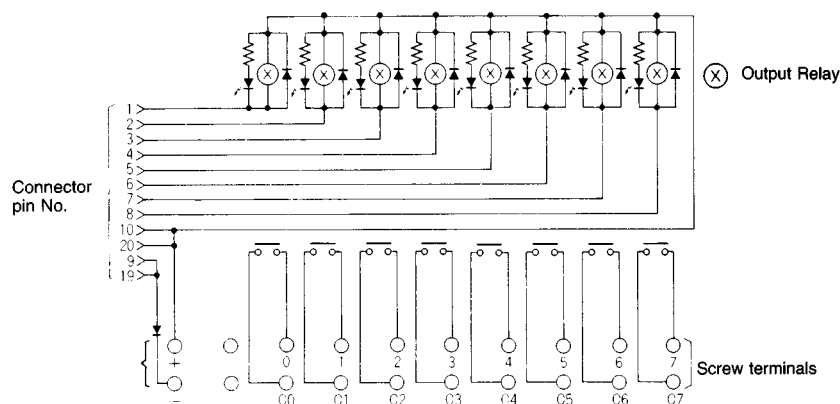 X X X X X X X X
X Output Relay
Connector
pin No.
1
2
3
4
5
6
7
8
10
20
9
19
+ 0 1 2 3 4 5 6 7
Screw terminals
− C0 C1 C2 C3 C4 C5 C6 C7